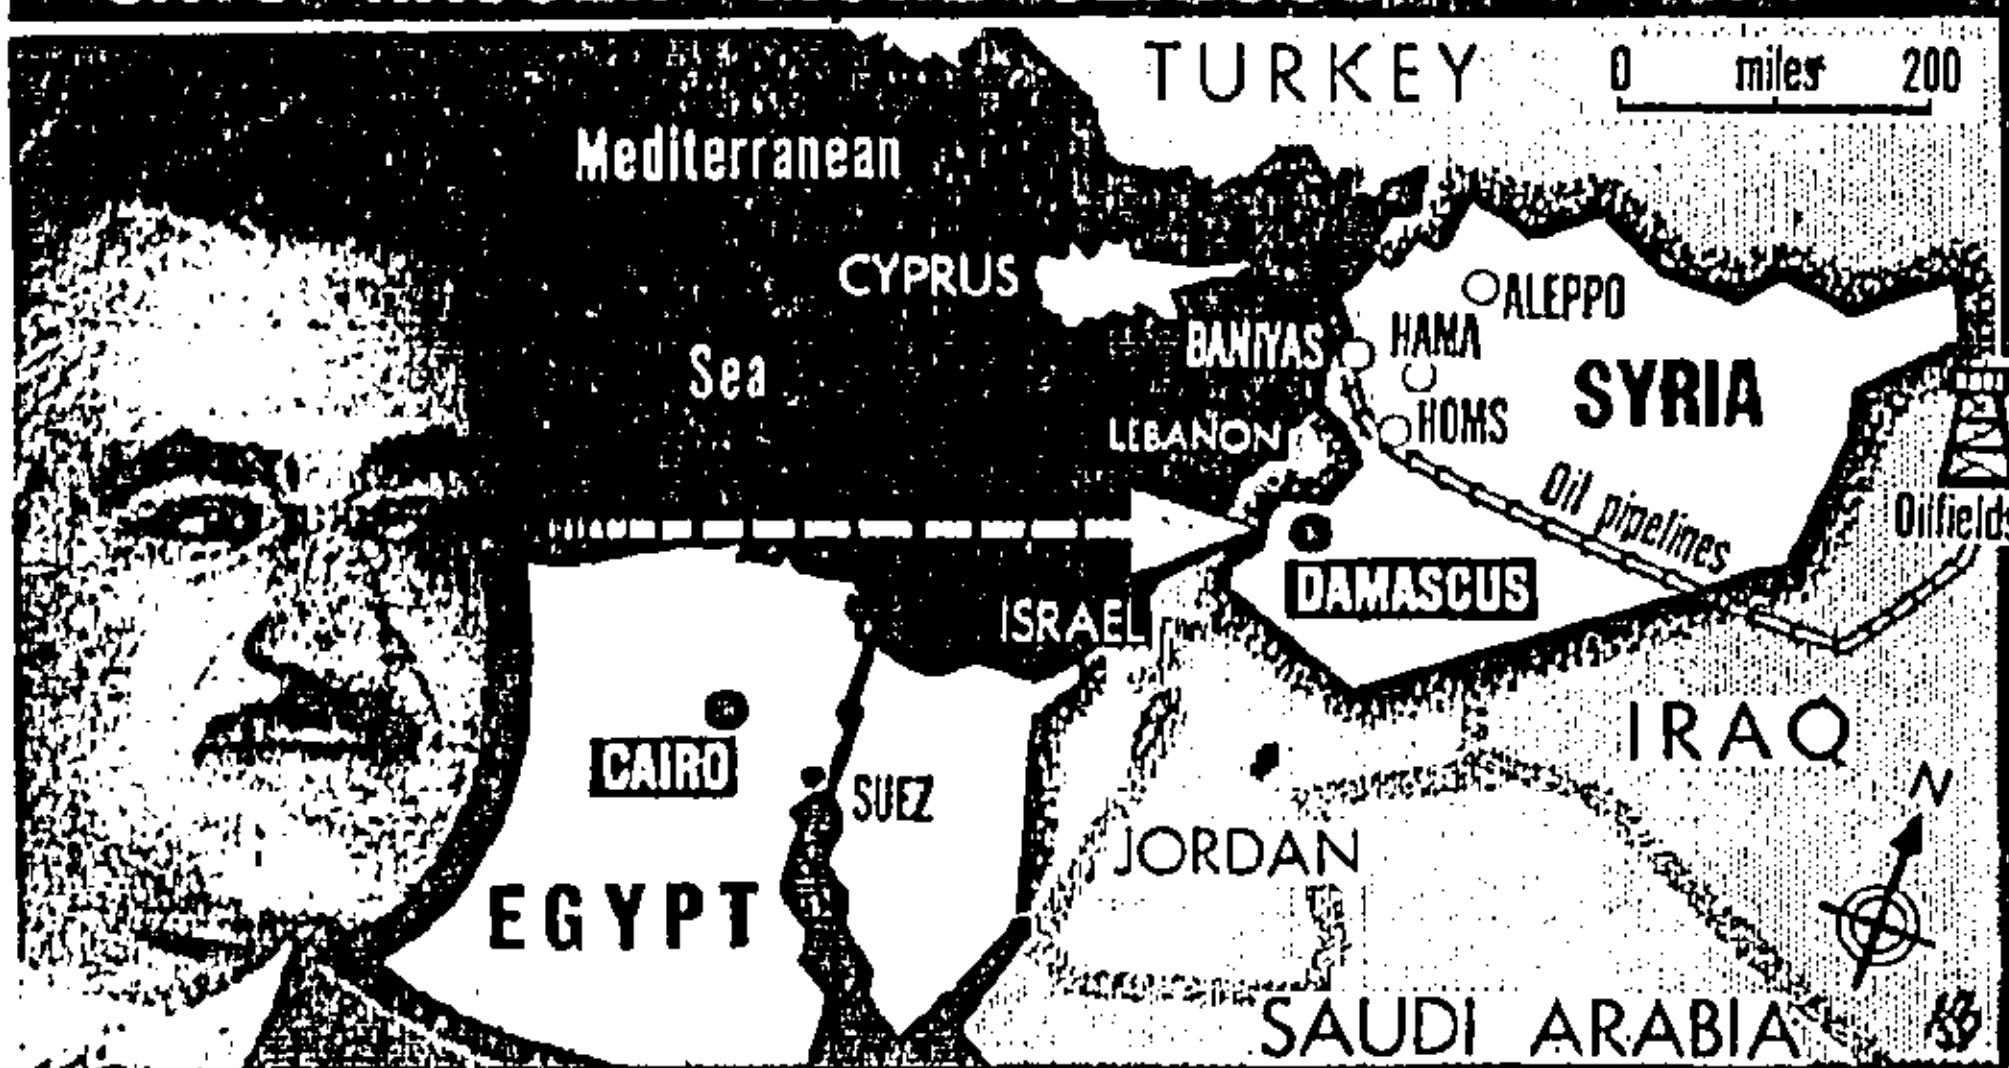 TURKEY
0 miles 200
Mediterranean
Sea
CYPRUS
ALEPPO
BANIYAS
HAMA
SYRIA
HOMS
LEBANON
Oil pipelines
Oilfields
DAMASCUS
ISRAEL
CAIRO
SUEZ
IRAQ
N
JORDAN
EGYPT
SAUDI ARABIA